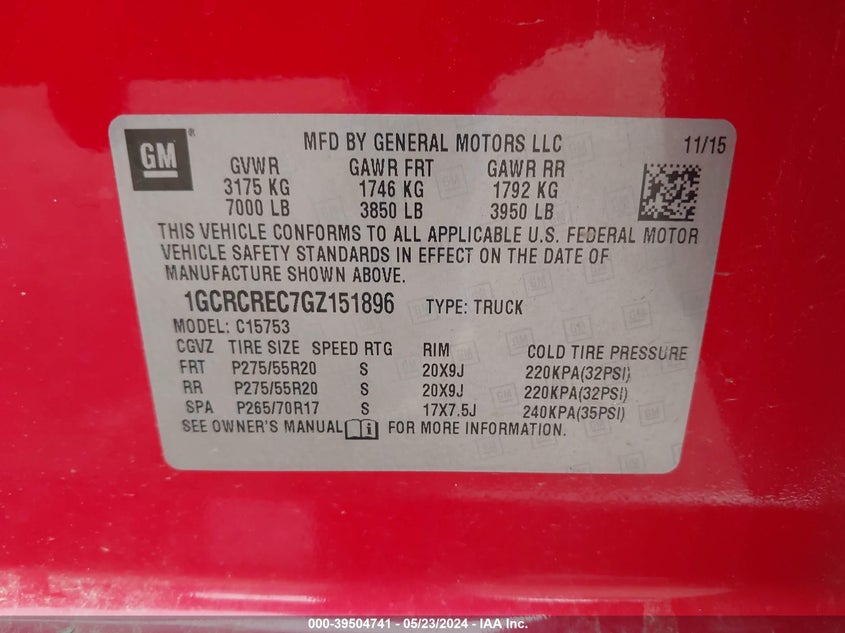 GM
®
MFD BY GENERAL MOTORS LLC 11/15
GVWR GAWR FRT GAWR RR
3175 KG 1746 KG 1792 KG
7000 LB 3850 LB 3950 LB
THIS VEHICLE CONFORMS TO ALL APPLICABLE U.S. FEDERAL MOTOR
VEHICLE SAFETY STANDARDS IN EFFECT ON THE DATE OF
MANUFACTURE SHOWN ABOVE.
1GCRCREC7GZ151896 TYPE: TRUCK
MODEL: C15753
CGVZ TIRE SIZE SPEED RTG RIM COLD TIRE PRESSURE
FRT P275/55R20 S 20X9J 220KPA(32PSI)
RR P275/55R20 S 20X9J 220KPA(32PSI)
SPA P265/70R17 S 17X7.5J 240KPA(35PSI)
SEE OWNER'S MANUAL i FOR MORE INFORMATION.
000-39504741 - 05/23/2024 - IAA Inc.